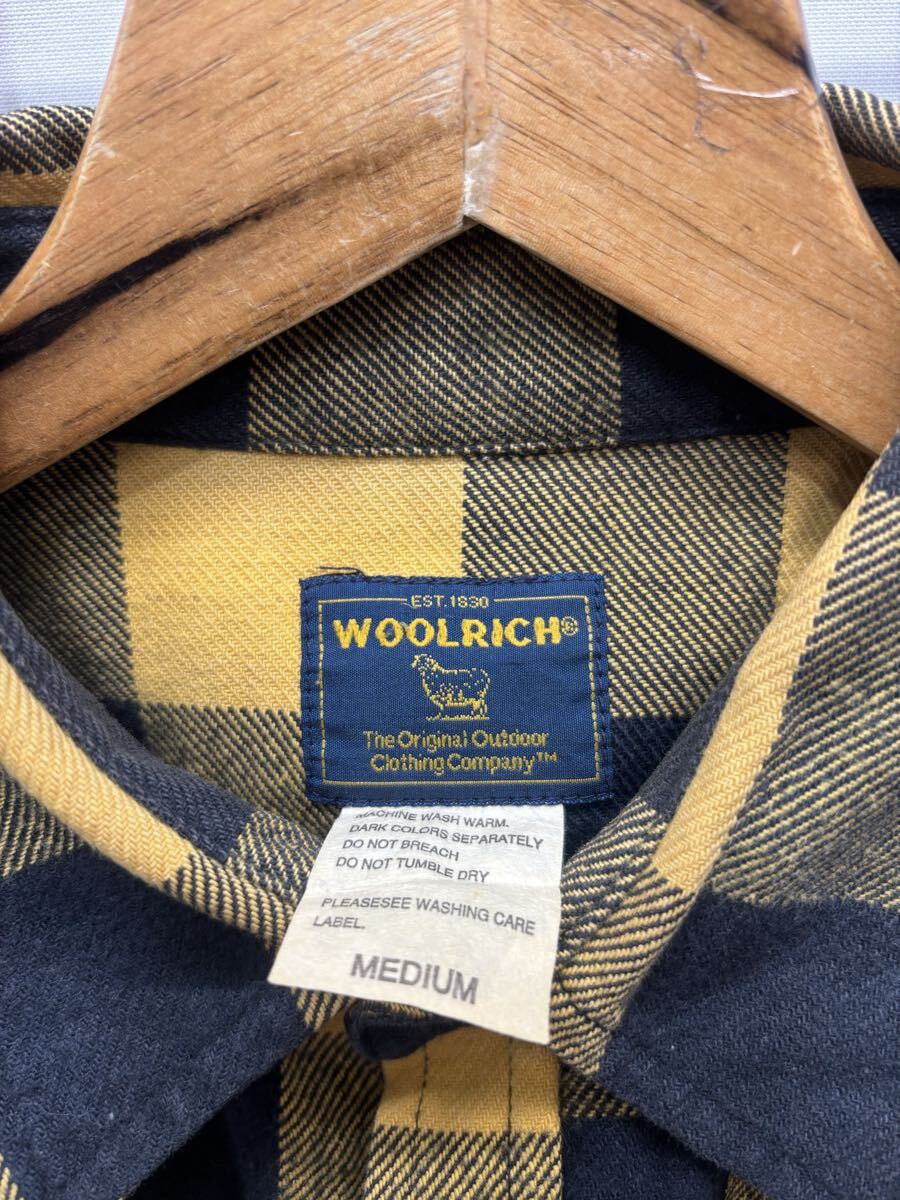 EST. 1830
WOOLRICH®
The Original Outdoor
Clothing Company™
MACHINE WASH WARM.
DARK COLORS SEPARATELY
DO NOT BREACH
DO NOT TUMBLE DRY
PLEASESEE WASHING CARE
LABEL.
MEDIUM